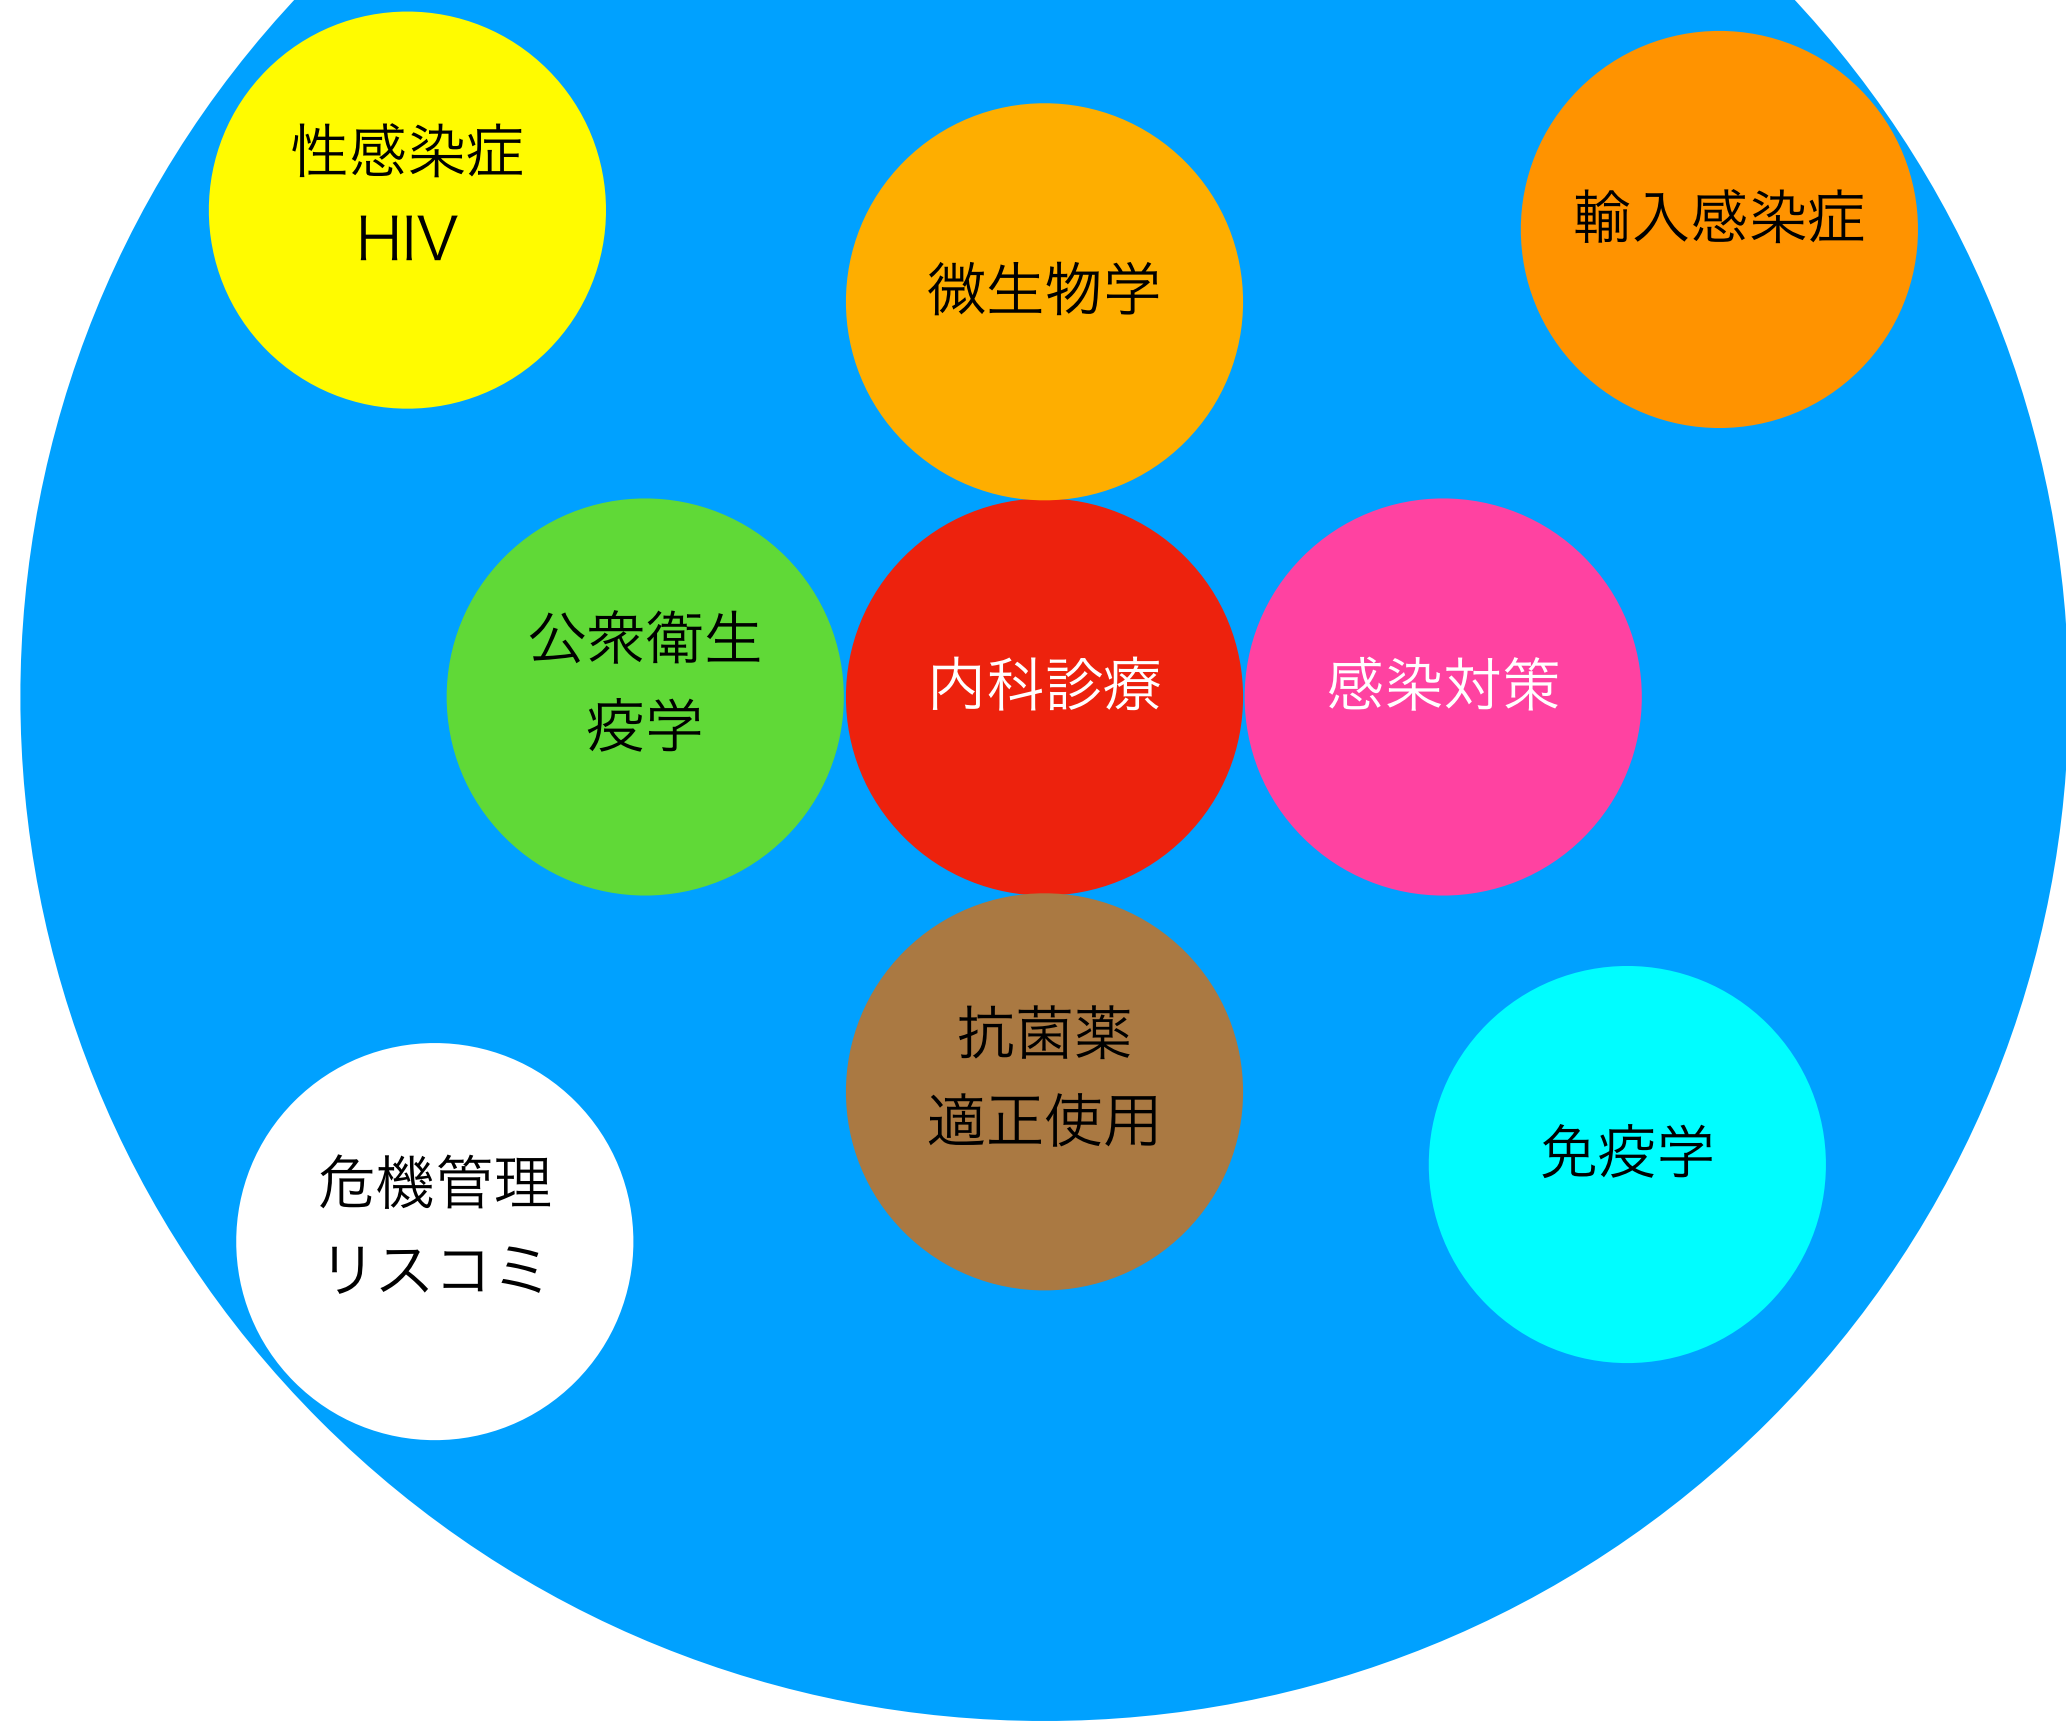 性感染症
HIV
微生物学
輸入感染症
公衆衛生
疫学
内科診療
感染対策
抗菌薬
適正使用
危機管理
リスコミ
免疫学